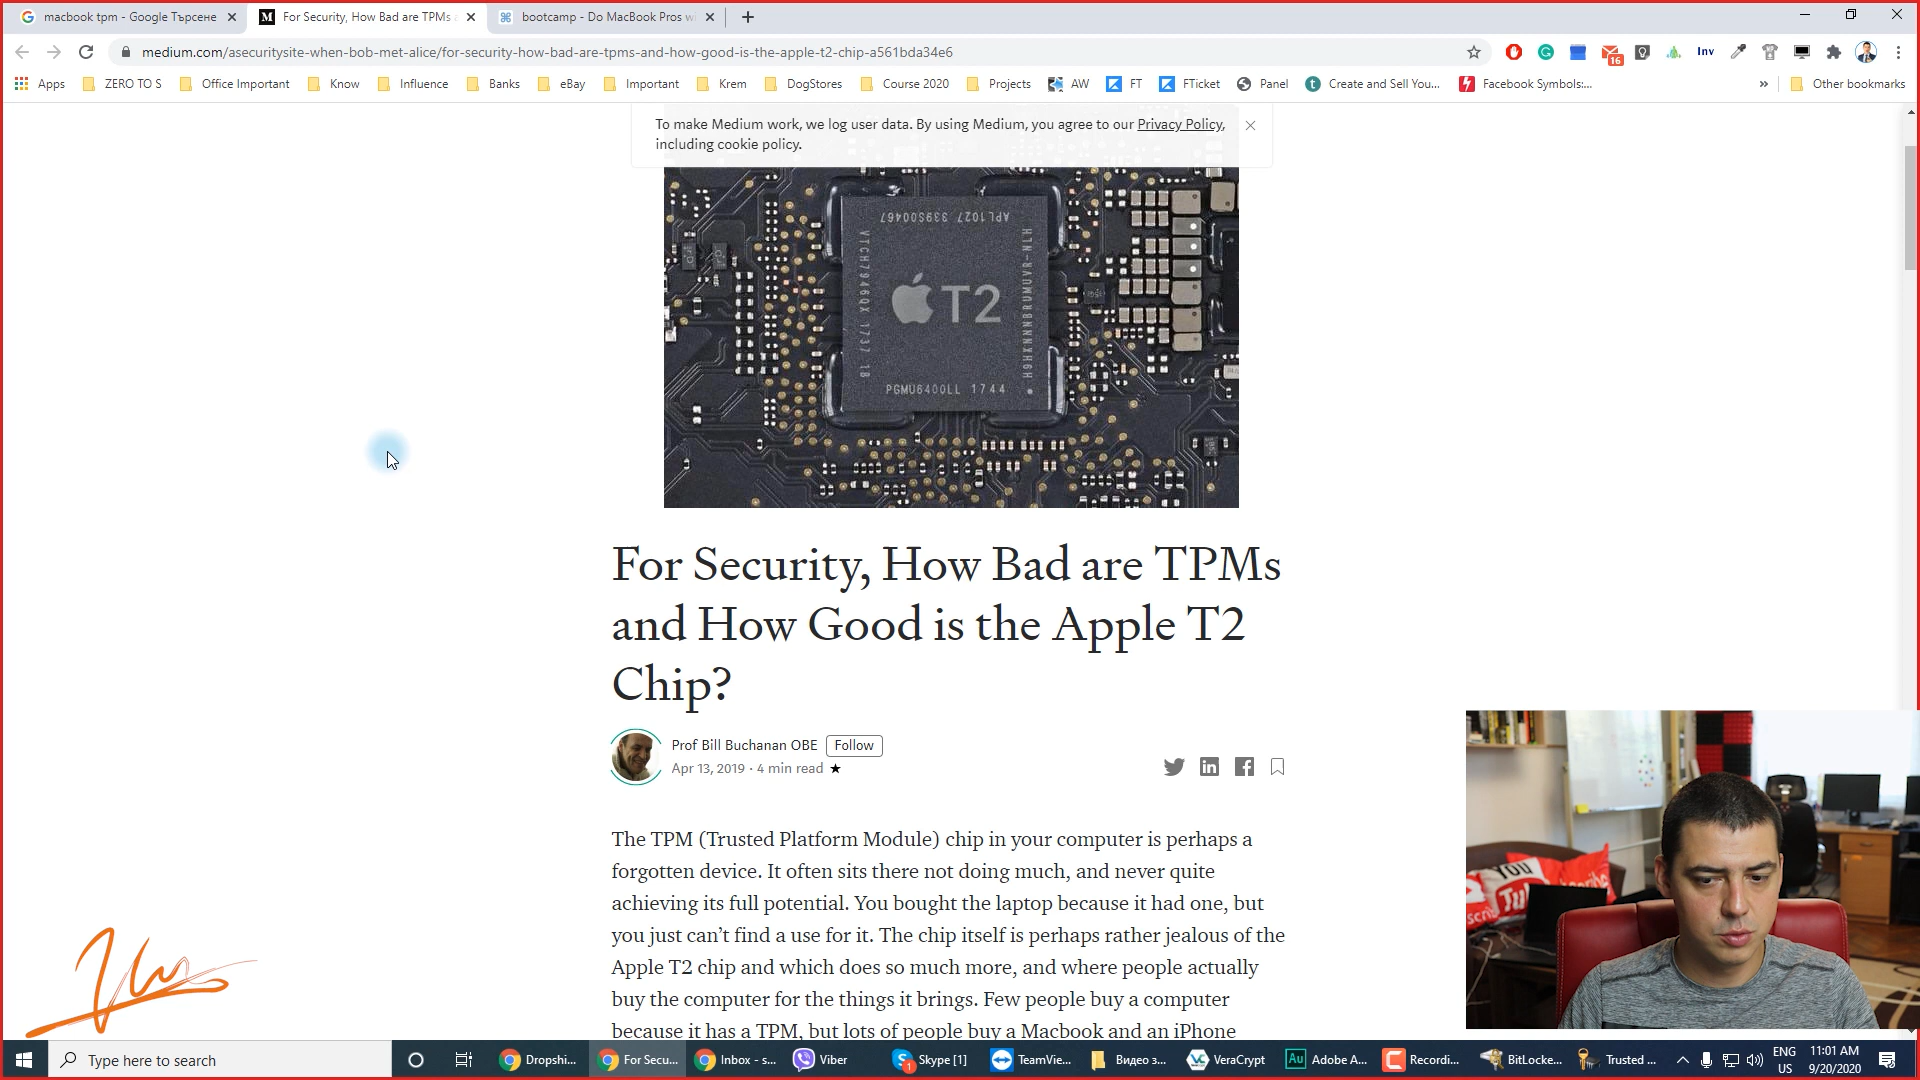 macbook tpm - Google Търсене
For Security, How Bad are TPMs
bootcamp - Do MacBook Pros wi
medium.com/asecuritysite-when-bob-met-alice/for-security-how-bad-are-tpms-and-how-good-is-the-apple-t2-chip-a561bda34e6
16
Inv
Apps
ZERO TO S
Office Important
Know
Influence
Banks
eBay
Important
Krem
DogStores
Course 2020
Projects
AW
FT
FTicket
Panel
Create and Sell You...
Facebook Symbols:...
»
Other bookmarks
To make Medium work, we log user data. By using Medium, you agree to our Privacy Policy,
including cookie policy.
APL1027 339S00467
T2
PGMU6400LL 1744
For Security, How Bad are TPMs
and How Good is the Apple T2
Chip?
Prof Bill Buchanan OBE
Follow
Apr 13, 2019 · 4 min read ★
The TPM (Trusted Platform Module) chip in your computer is perhaps a
forgotten device. It often sits there not doing much, and never quite
achieving its full potential. You bought the laptop because it had one, but
you just can’t find a use for it. The chip itself is perhaps rather jealous of the
Apple T2 chip and which does so much more, and where people actually
buy the computer for the things it brings. Few people buy a computer
because it has a TPM, but lots of people buy a Macbook and an iPhone
YOU
Type here to search
Dropshi...
For Secu...
Inbox - s...
Viber
Skype [1]
TeamVie...
Видео з...
VeraCrypt
Adobe A...
Recordi...
BitLocke...
Trusted ...
ENG
US
11:01 AM
9/20/2020